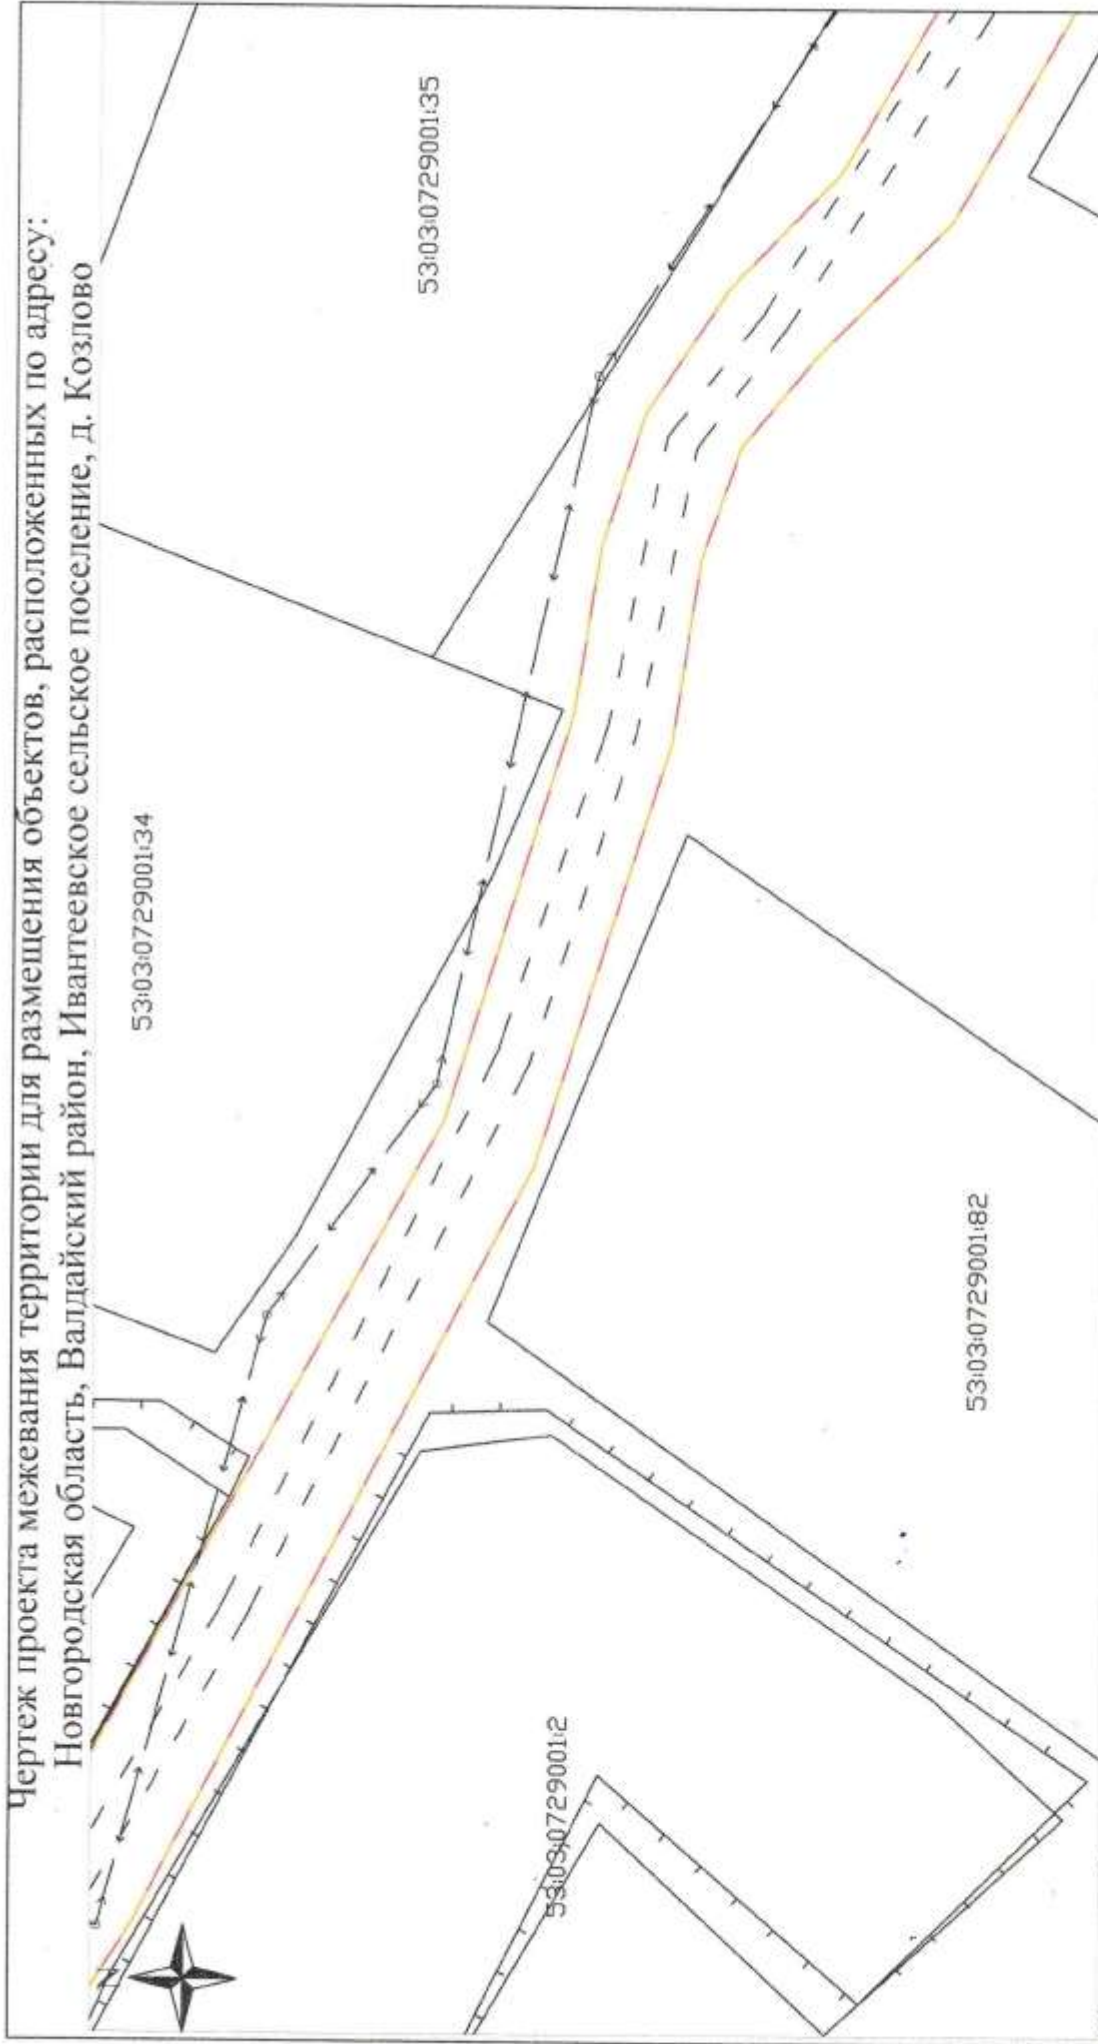 Чертеж проекта межевания территории для размещения объектов, расположенных по адресу:
Новгородская область, Валдайский район, Ивантеевское сельское поселение, д. Козлово
53:03:0729001:34
53:03:0729001:35
53:03:0729001:2
53:03:0729001:82